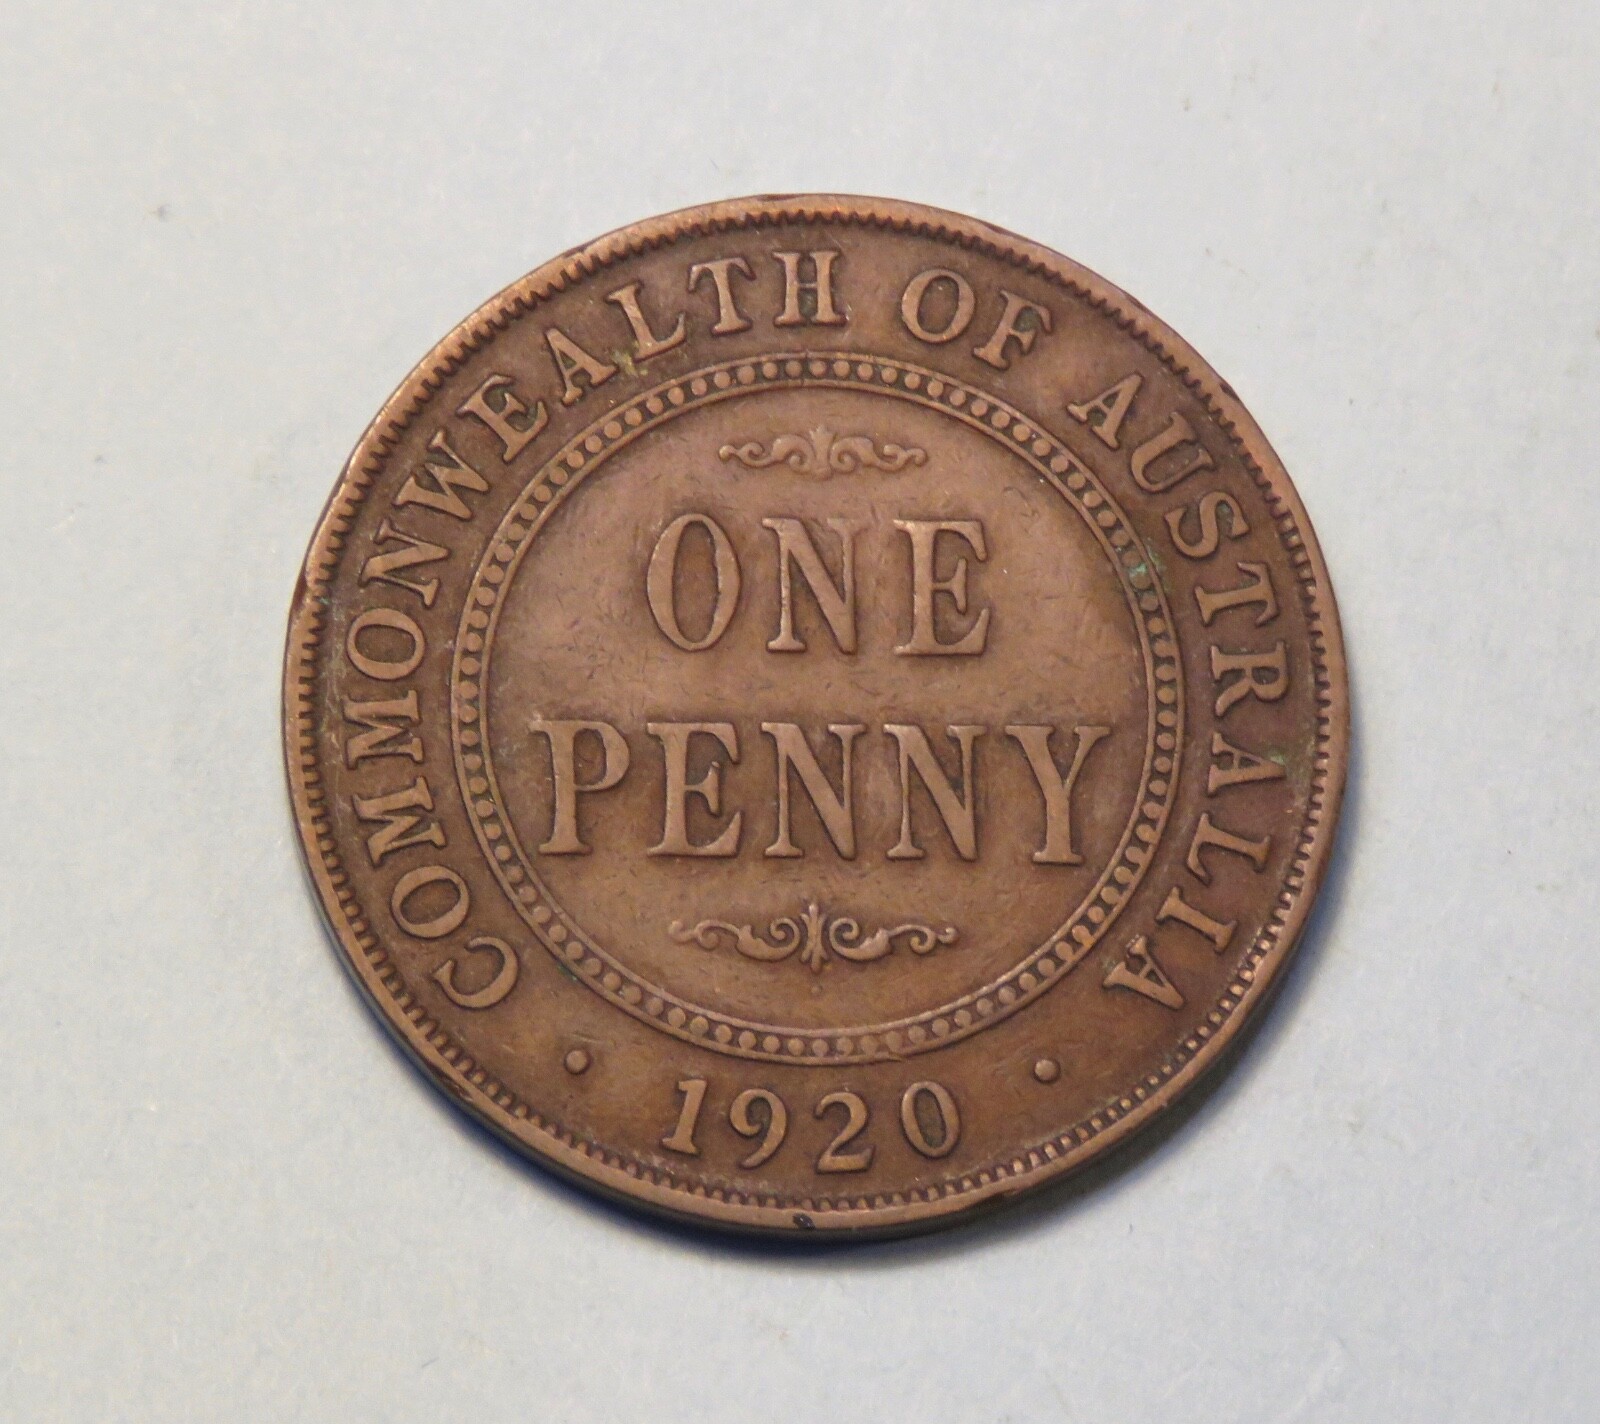 COMMONWEALTH OF AUSTRALIA
ONE
PENNY
· 1920 ·